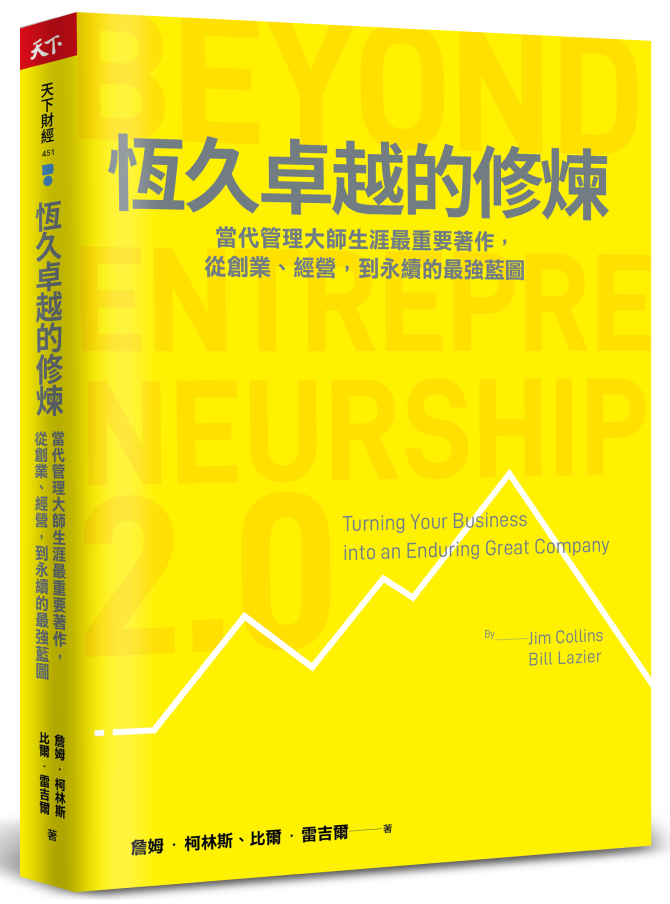 天下
天下財經
451
恆久卓越的修煉
當代管理大師生涯最重要著作，
從創業、經營，到永續的最強藍圖
詹姆．柯林斯
比爾．雷吉爾
著
BEYOND
恆久卓越的修煉
當代管理大師生涯最重要著作，
從創業、經營，到永續的最強藍圖
ENTREPRE
NEURSHIP
2.0
Turning Your Business
into an Enduring Great Company
By Jim Collins
Bill Lazier
詹姆．柯林斯、比爾．雷吉爾 著